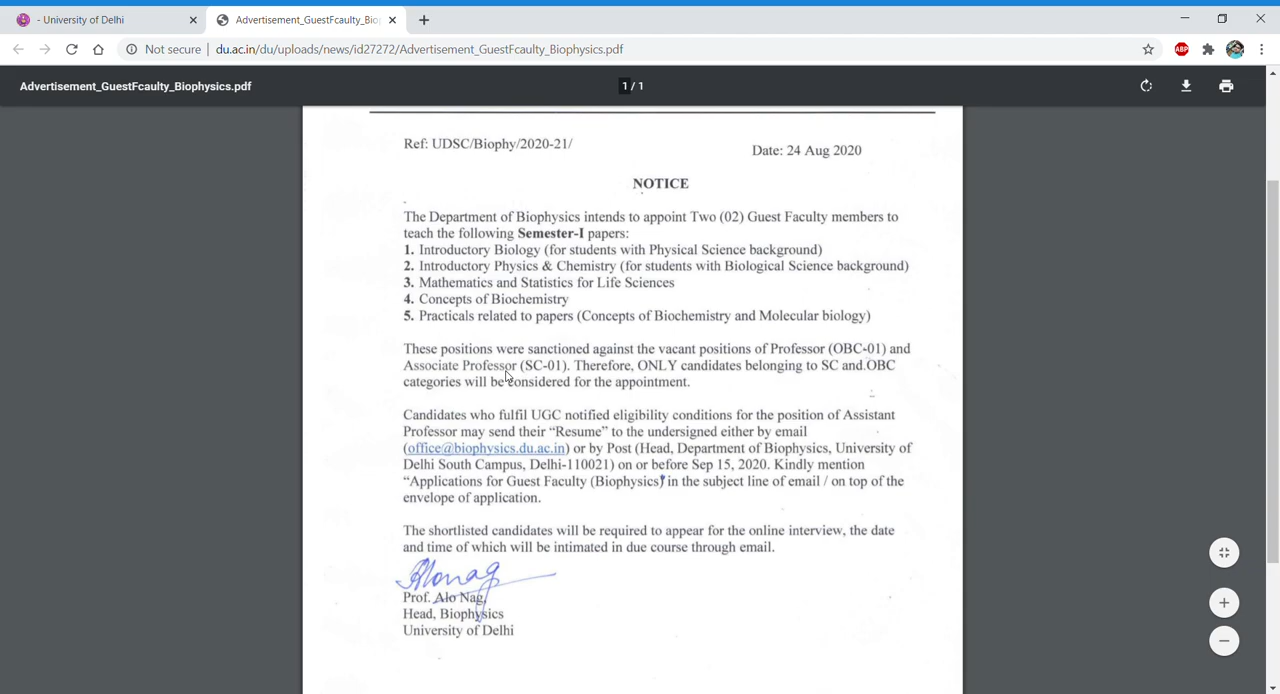 - University of Delhi
Advertisement_GuestFcaulty_Bio
Not secure | du.ac.in/du/uploads/news/id27272/Advertisement_GuestFcaulty_Biophysics.pdf
ABP
Advertisement_GuestFcaulty_Biophysics.pdf
1 / 1
Ref: UDSC/Biophy/2020-21/
Date: 24 Aug 2020
NOTICE
The Department of Biophysics intends to appoint Two (02) Guest Faculty members to
teach the following Semester-I papers:
1. Introductory Biology (for students with Physical Science background)
2. Introductory Physics & Chemistry (for students with Biological Science background)
3. Mathematics and Statistics for Life Sciences
4. Concepts of Biochemistry
5. Practicals related to papers (Concepts of Biochemistry and Molecular biology)
These positions were sanctioned against the vacant positions of Professor (OBC-01) and
Associate Professor (SC-01). Therefore, ONLY candidates belonging to SC and OBC
categories will be considered for the appointment.
Candidates who fulfil UGC notified eligibility conditions for the position of Assistant
Professor may send their “Resume” to the undersigned either by email
(office@biophysics.du.ac.in) or by Post (Head, Department of Biophysics, University of
Delhi South Campus, Delhi-110021) on or before Sep 15, 2020. Kindly mention
“Applications for Guest Faculty (Biophysics)” in the subject line of email / on top of the
envelope of application.
The shortlisted candidates will be required to appear for the online interview, the date
and time of which will be intimated in due course through email.
Prof. Alo Nag,
Head, Biophysics
University of Delhi